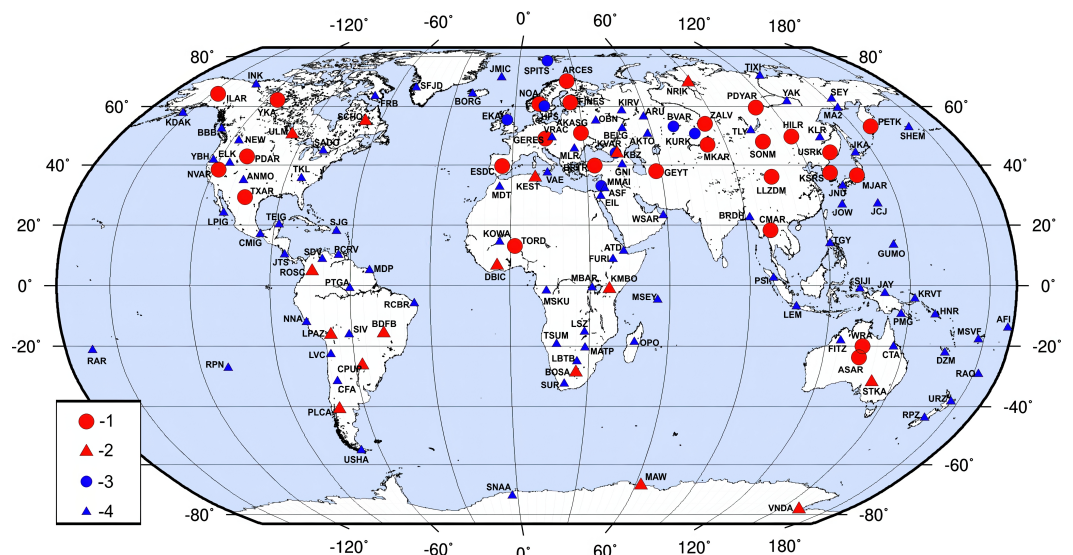 -120˚ -60˚ 0˚ 60˚ 120˚ 180˚
80˚ 80˚
60˚ 60˚
40˚ 40˚
20˚ 20˚
0˚ 0˚
-20˚ -20˚
-40˚ -40˚
-60˚
-80˚ -80˚
-120˚ -60˚ 0˚ 60˚ 120˚
INK
ILAR
YKA
KDAK
BBB
FRB
SCHQ
SFJD
ULM
NEW
SADO
YBH
ELK
PDAR
NVAR
ANMO
TKL
TXAR
LPIG
TEIG
CMIG
SJG
JTS
SDV
RCRV
ROSC
MDP
PTGA
RCBR
NNA
LPAZ
SIV
BDFB
LVC
CPUP
CFA
PLCA
USHA
RAR
RPN
JMIC
BORG
SPITS
ARCES
NOA
FINES
HFS
EKA
GERES
VRAC
AKASG
OBN
KIRV
ARU
BELG
AKTO
KVAR
KBZ
MLR
GNI
GEYT
MMAI
ASF
EIL
ESDC
MDT
KEST
VAE
WSAR
KOWA
TORD
DBIC
ATD
FURI
MBAR
KMBO
MSEY
MSKU
LSZ
TSUM
MATP
LBTB
BOSA
SUR
OPO
SNAA
MAW
VNDA
NRIK
TIXI
PDYAR
YAK
SEY
MA2
BVAR
ZALV
KURK
MKAR
TLY
SONM
HILR
KLR
USRK
PETK
SHEM
JKA
KSRS
MJAR
JNU
JOW
JCJ
LLZDM
BRDH
CMAR
TGY
GUMO
PSI
LEM
SIJI
JAY
KRVT
PMG
HNR
AFI
MSVF
WRA
FITZ
ASAR
CTA
STKA
DZM
RAO
URZ
RPZ
-1
-2
-3
-4